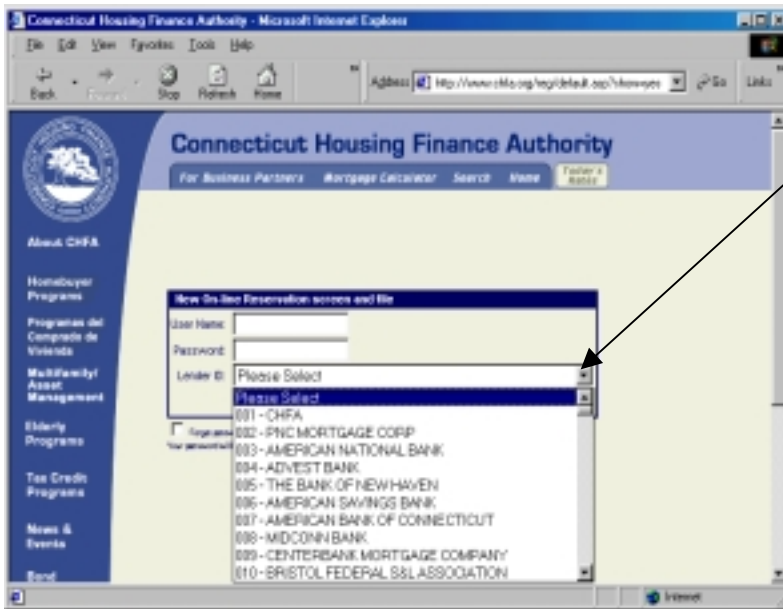 Connecticut Housing Finance Authority - Microsoft Internet Explorer
File Edit View Favorites Tools Help
Back Forward Stop Refresh Home Address Go Links
Connecticut Housing Finance Authority
For Business Partners Mortgage Calculator Search Home Today's Rates
About CHFA
Homebuyer
Programs
Programas del
Comprado de
Vivienda
Multifamily/
Asset
Management
Elderly
Programs
Tax Credit
Programs
News &
Events
Bond
New On-line Reservation screen and file
User Name:
Password:
Lender ID: Please Select
Please Select
001 - CHFA
002 - PNC MORTGAGE CORP
003 - AMERICAN NATIONAL BANK
004 - ADVEST BANK
005 - THE BANK OF NEW HAVEN
006 - AMERICAN SAVINGS BANK
007 - AMERICAN BANK OF CONNECTICUT
008 - MIDCONN BANK
009 - CENTERBANK MORTGAGE COMPANY
010 - BRISTOL FEDERAL S&L ASSOCIATION
Internet